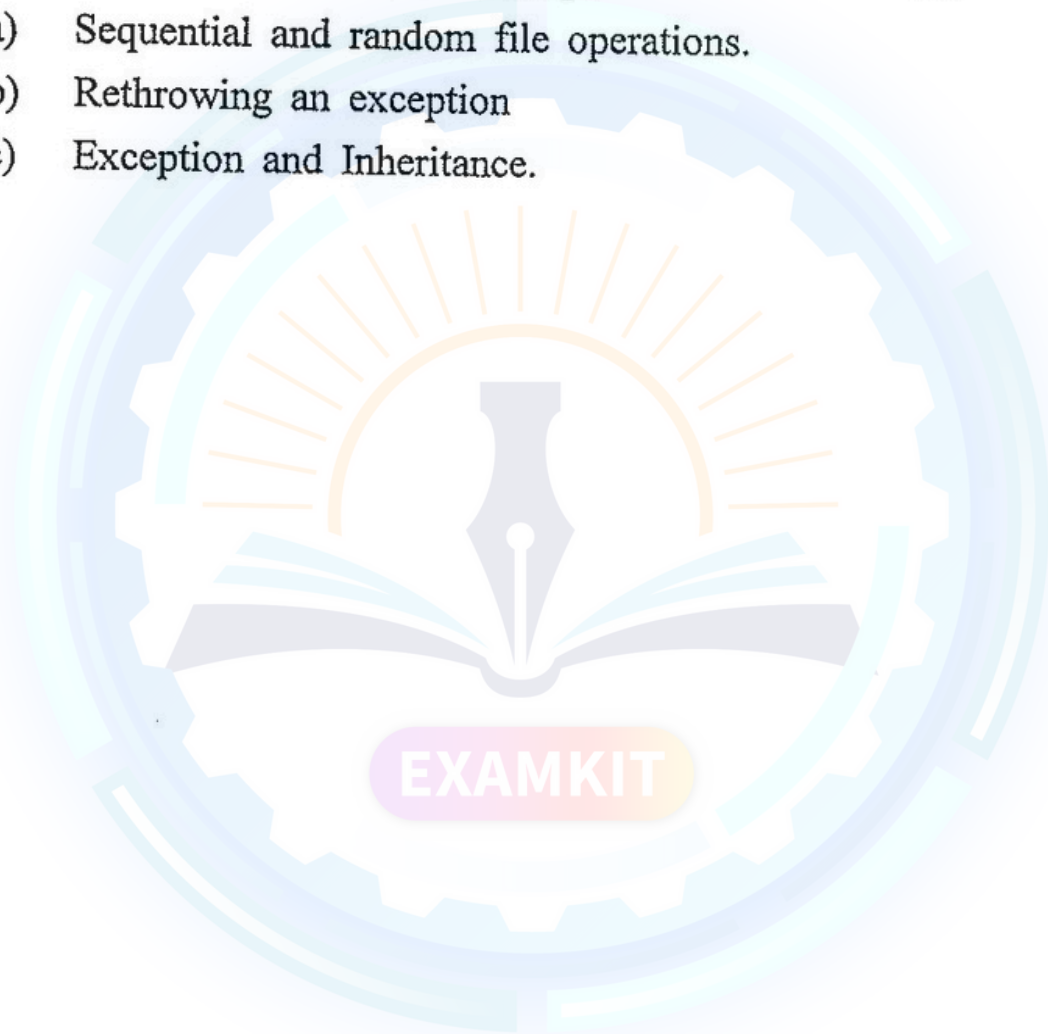 ) Sequential and random file operations.
) Rethrowing an exception
) Exception and Inheritance.
EXAMKIT